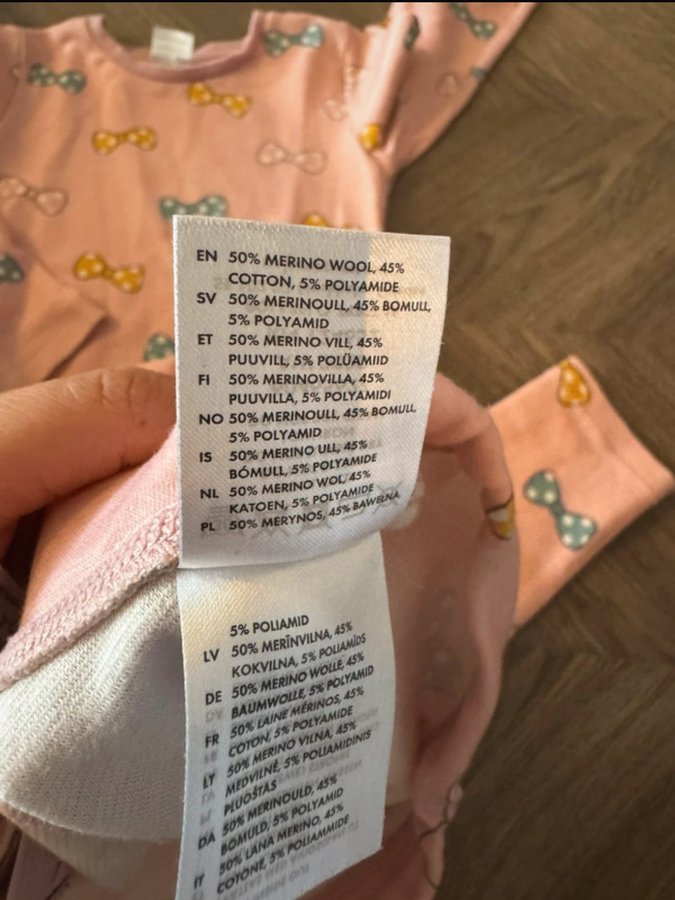 EN 50% MERINO WOOL, 45%
COTTON, 5% POLYAMIDE
SV 50% MERINOULL, 45% BOMULL,
5% POLYAMID
ET 50% MERINO VILL, 45%
PUUVILL, 5% POLÜAMIID
FI 50% MERINOVILLA, 45%
PUUVILLA, 5% POLYAMIDI
NO 50% MERINOULL, 45% BOMULL,
5% POLYAMID
IS 50% MERINO ULL, 45%
BÓMULL, 5% POLYAMIDE
NL 50% MERINO WOL, 45%
KATOEN, 5% POLYAMIDE
PL 50% MERYNOS, 45% BAWEŁNA
5% POLIAMID
LV 50% MERĪNVILNA, 45%
KOKVILNA, 5% POLIAMĪDS
DE 50% MERINO WOLLE, 45%
BAUMWOLLE, 5% POLYAMID
FR 50% LAINE MÉRINOS, 45%
COTON, 5% POLYAMIDE
LT 50% MERINO VILNA, 45%
MEDVILNĖ, 5% POLIAMIDINIS
PLUOŠTAS
DA 50% MERINOULD, 45%
BOMULD, 5% POLYAMID
IT 50% LANA MERINO, 45%
COTONE, 5% POLIAMMIDE